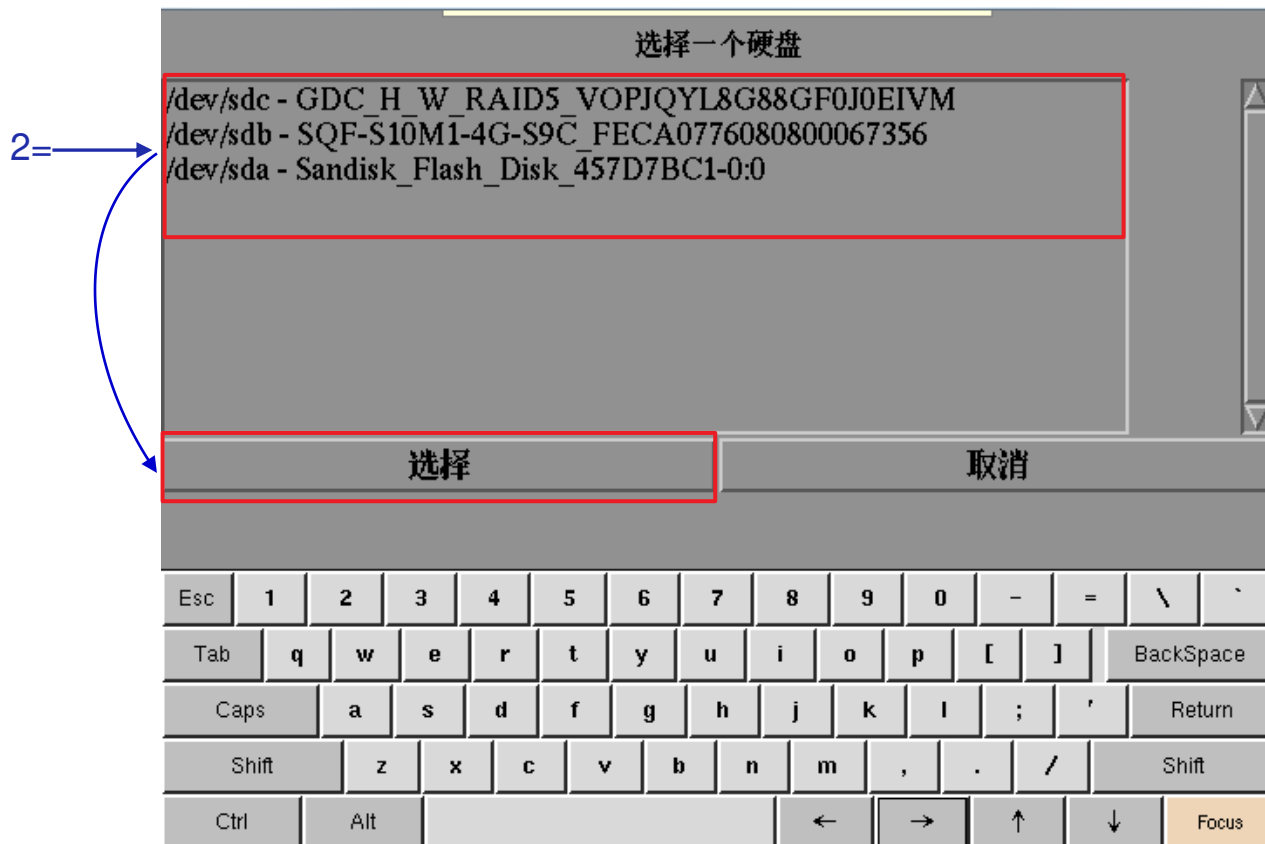 选择一个硬盘
/dev/sdc - GDC_H_W_RAID5_VOPJQYL8G88GF0J0EIVM
2=
/dev/sdb - SQF-S10M1-4G-S9C_FECA0776080800067356
/dev/sda - Sandisk_Flash_Disk_457D7BC1-0:0
选择 取消
Esc 1 2 3 4 5 6 7 8 9 0 - = \ `
Tab q w e r t y u i o p [ ] BackSpace
Caps a s d f g h j k l ; ' Return
Shift z x c v b n m , . / Shift
Ctrl Alt ← → ↑ ↓ Focus